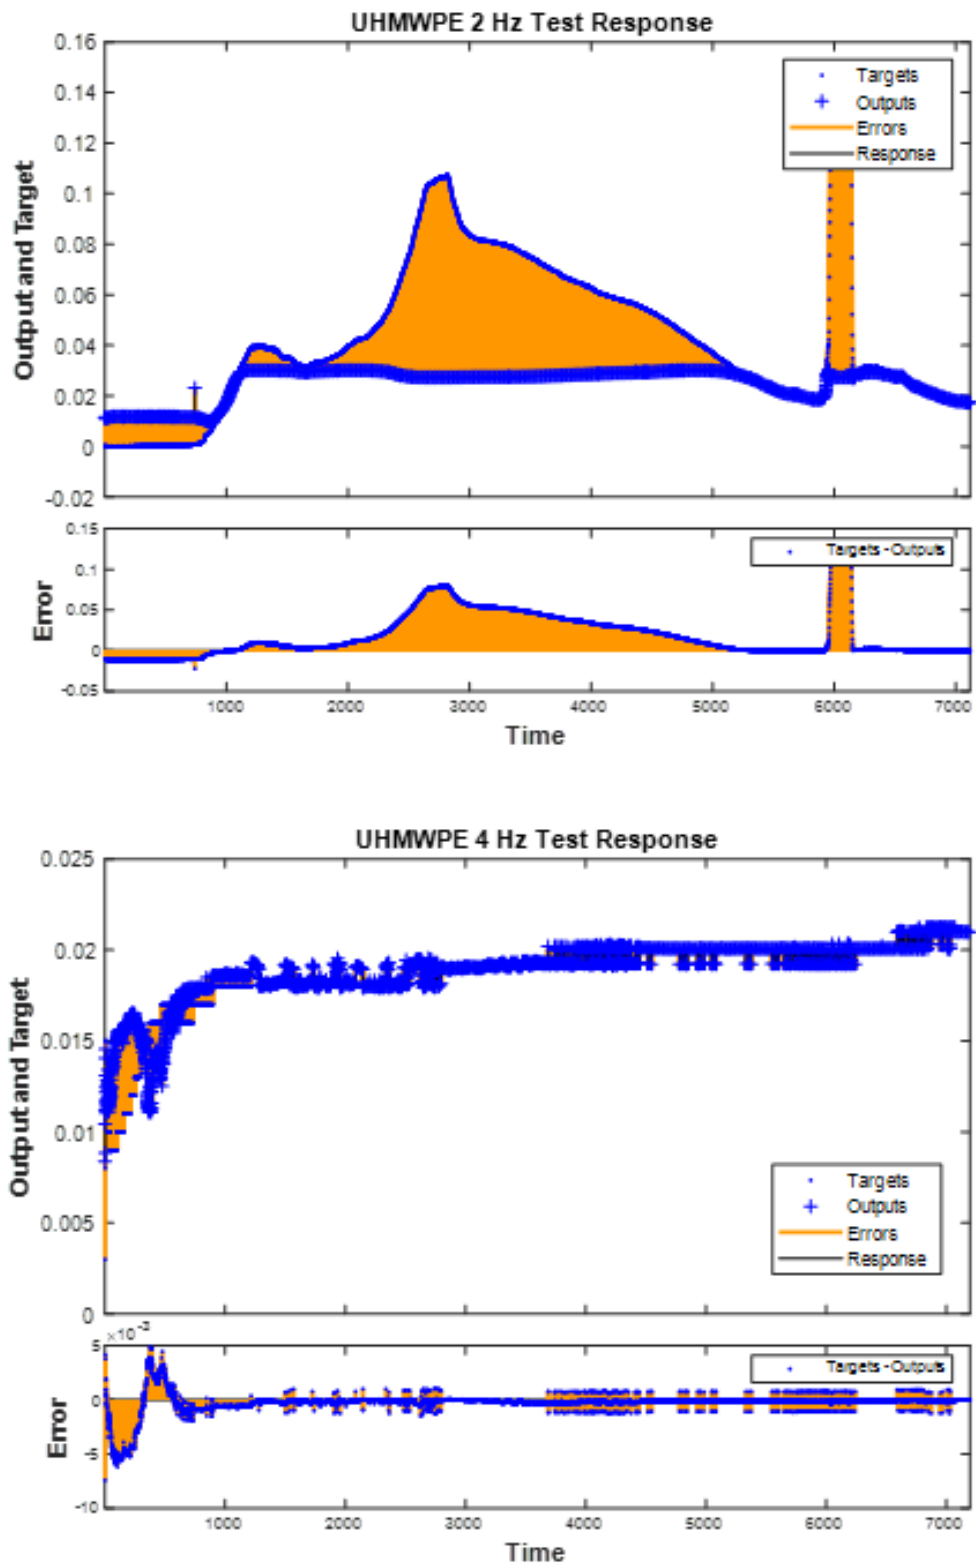 UHMWPE 2 Hz Test Response
0.16
0.14
0.12
0.1
0.08
0.06
0.04
0.02
0
-0.02
Output and Target
Targets
Outputs
Errors
Response
0.15
0.1
0.05
0
-0.05
Error
Targets - Outputs
1000 2000 3000 4000 5000 6000 7000
Time
UHMWPE 4 Hz Test Response
0.025
0.02
0.015
0.01
0.005
0
Output and Target
Targets
Outputs
Errors
Response
×10⁻³
5
0
-5
-10
Error
Targets - Outputs
1000 2000 3000 4000 5000 6000 7000
Time